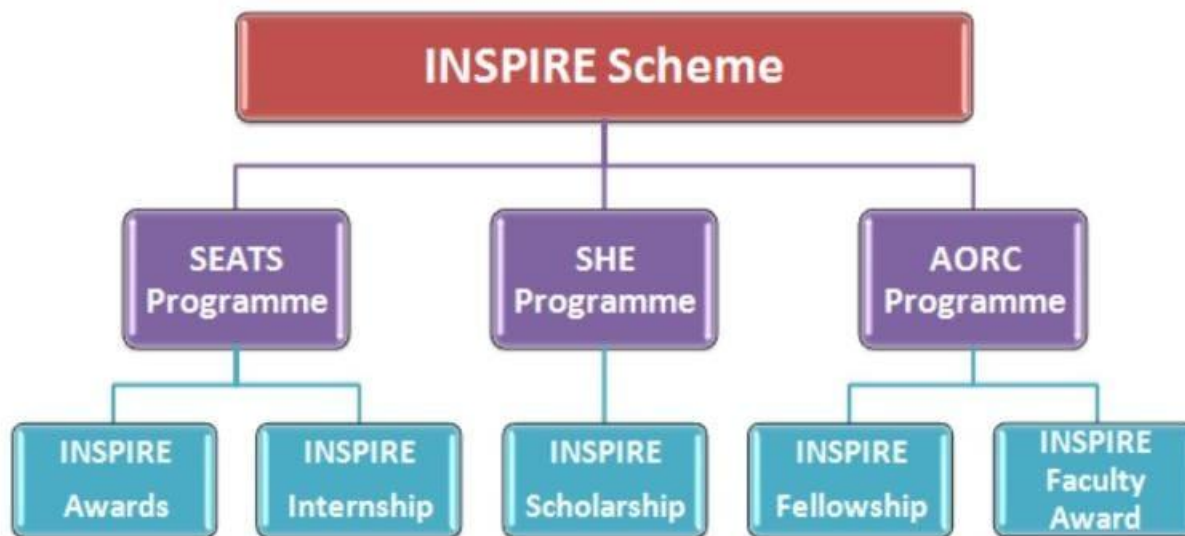 INSPIRE Scheme
SEATS
Programme
SHE
Programme
AORC
Programme
INSPIRE
Awards
INSPIRE
Internship
INSPIRE
Scholarship
INSPIRE
Fellowship
INSPIRE
Faculty
Award